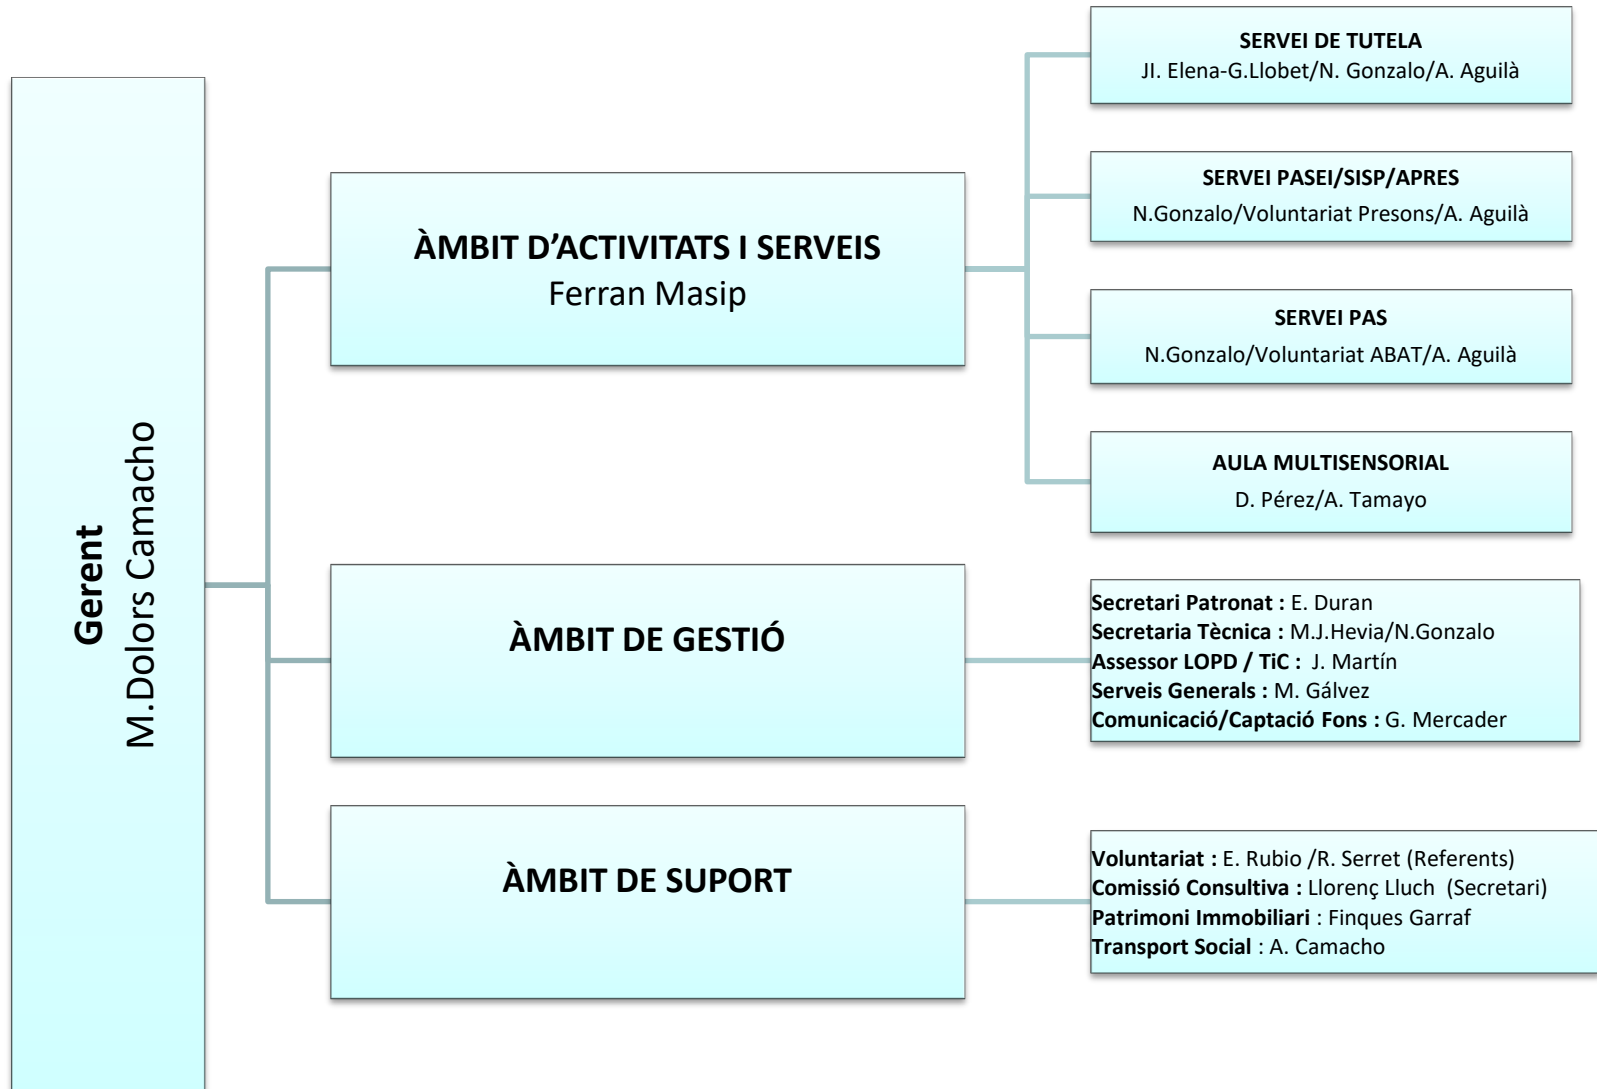 Gerent
M.Dolors Camacho
ÀMBIT D’ACTIVITATS I SERVEIS
Ferran Masip
SERVEI DE TUTELA
JI. Elena-G.Llobet/N. Gonzalo/A. Aguilà
SERVEI PASEI/SISP/APRES
N.Gonzalo/Voluntariat Presons/A. Aguilà
SERVEI PAS
N.Gonzalo/Voluntariat ABAT/A. Aguilà
AULA MULTISENSORIAL
D. Pérez/A. Tamayo
ÀMBIT DE GESTIÓ
Secretari Patronat : E. Duran
Secretaria Tècnica : M.J.Hevia/N.Gonzalo
Assessor LOPD / TiC : J. Martín
Serveis Generals : M. Gálvez
Comunicació/Captació Fons : G. Mercader
ÀMBIT DE SUPORT
Voluntariat : E. Rubio /R. Serret (Referents)
Comissió Consultiva : Llorenç Lluch (Secretari)
Patrimoni Immobiliari : Finques Garraf
Transport Social : A. Camacho